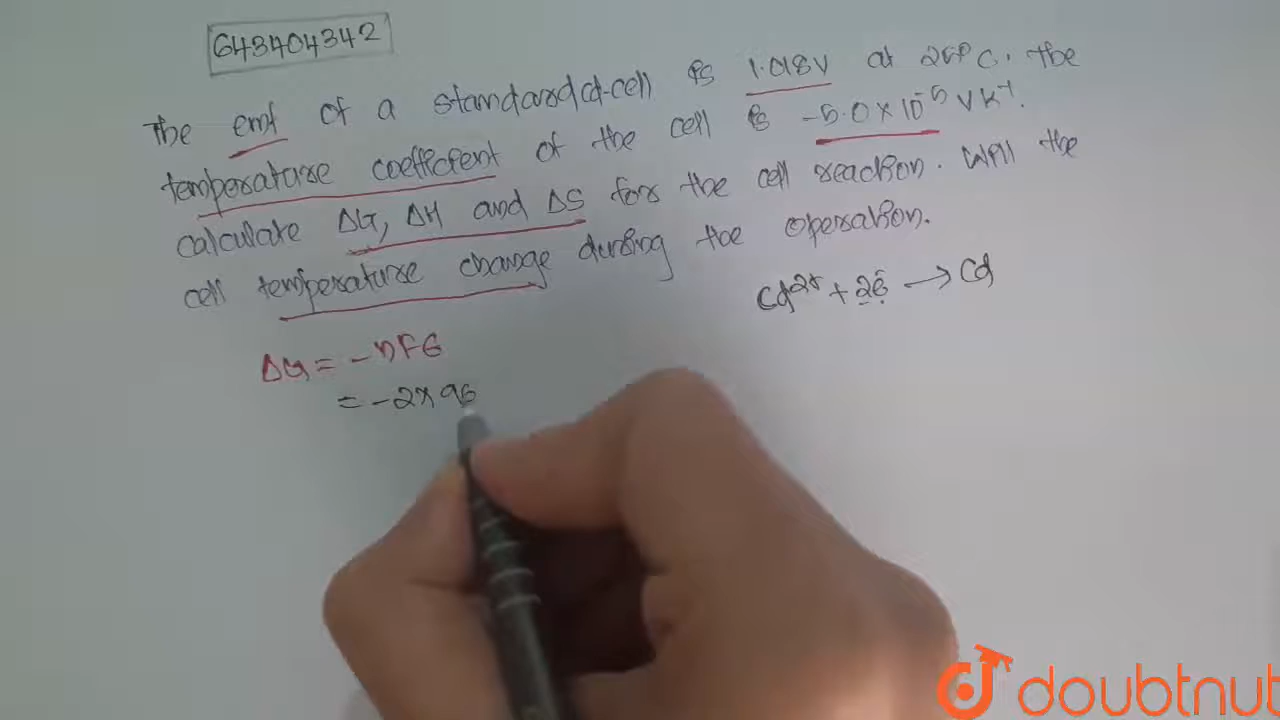 643404342
The emf of a standard cd-cell is 1.018V at 25°C. The
temperature coefficient of the cell is -5.0×10⁻⁵ VK⁻¹.
calculate ΔG, ΔH and ΔS for the cell reaction. Will the
cell temperature change during the operation.
Cd²⁺ + 2ē → Cd
ΔG = -nFE
= -2×96
doubtnut